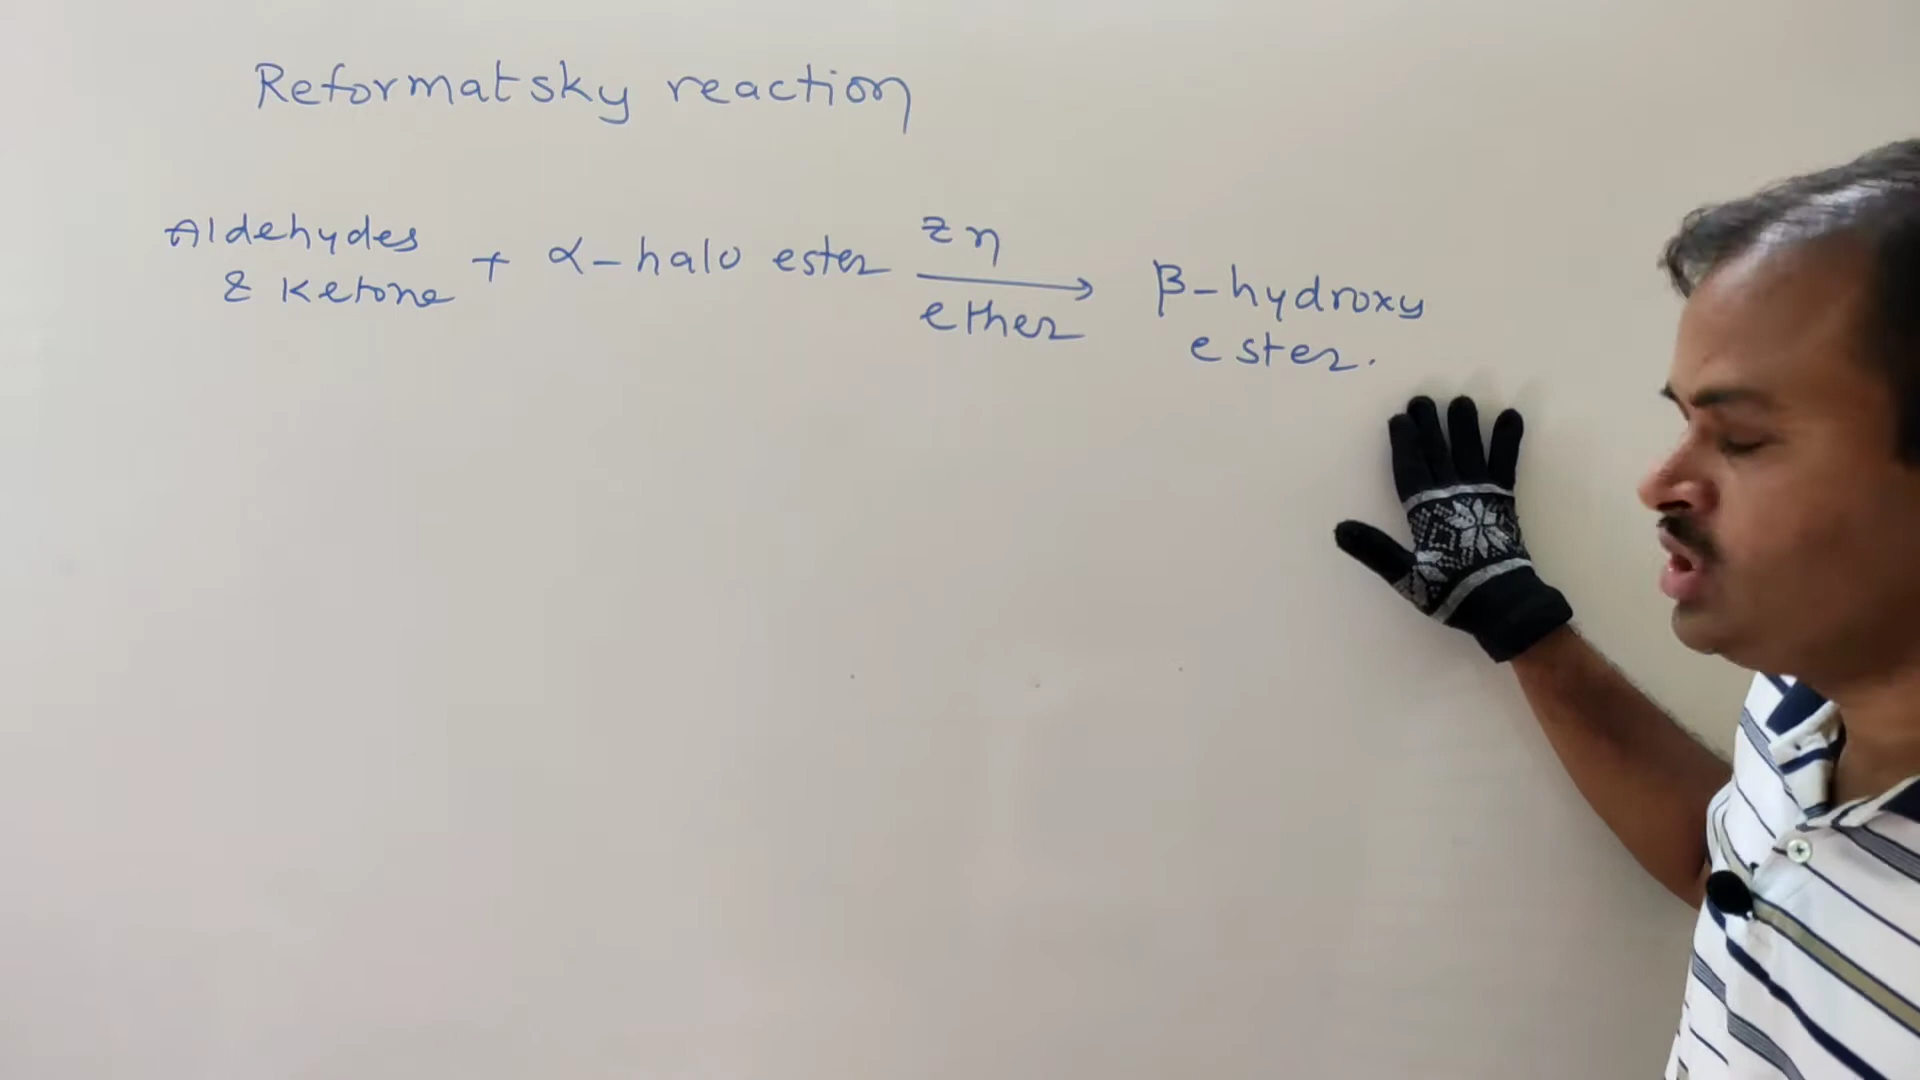 Reformatsky reaction
Aldehydes
& Ketone + α-halo ester Zn
ether
β-hydroxy
ester.